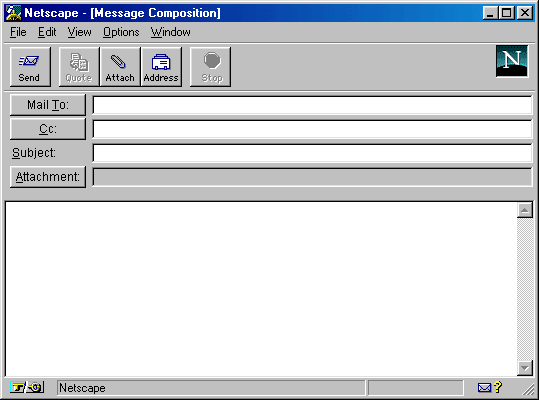 Netscape - [Message Composition]
File Edit View Options Window
Send Quote Attach Address Stop N
Mail To:
Cc:
Subject:
Attachment:
Netscape ?